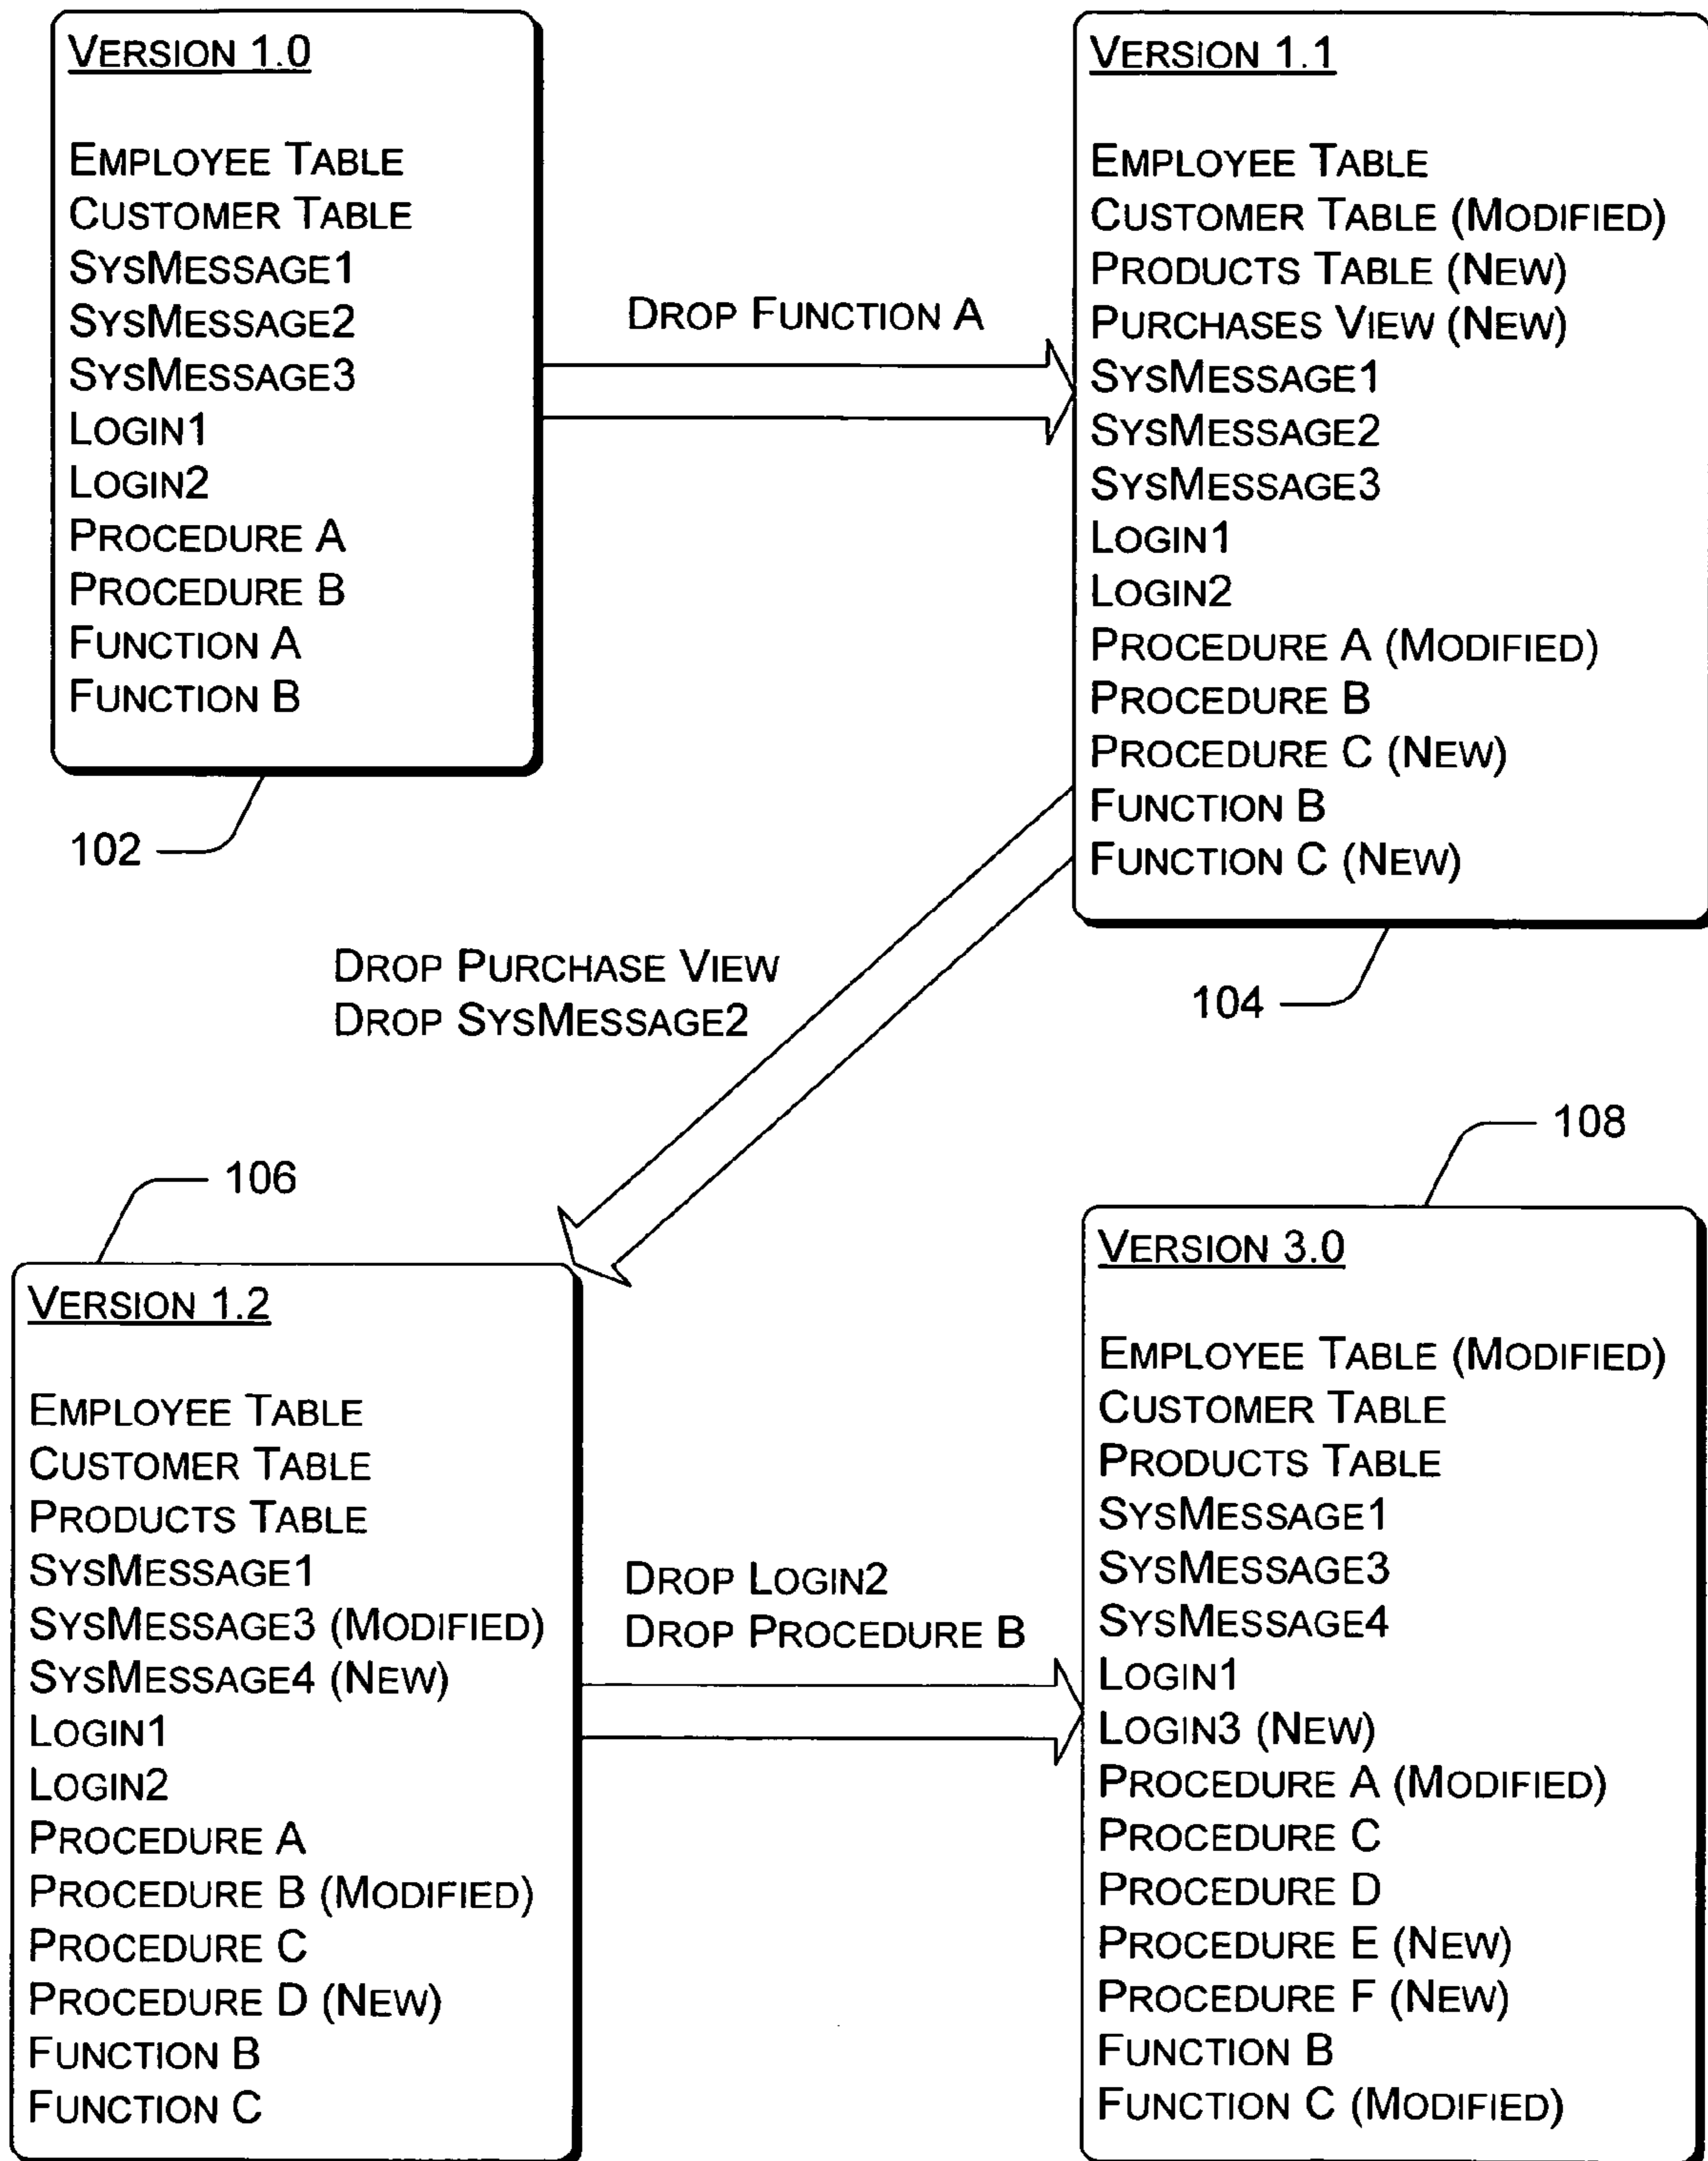 VERSION 1.0
EMPLOYEE TABLE
CUSTOMER TABLE
SYSMESSAGE1
SYSMESSAGE2
SYSMESSAGE3
LOGIN1
LOGIN2
PROCEDURE A
PROCEDURE B
FUNCTION A
FUNCTION B
102
DROP FUNCTION A
VERSION 1.1
EMPLOYEE TABLE
CUSTOMER TABLE (MODIFIED)
PRODUCTS TABLE (NEW)
PURCHASES VIEW (NEW)
SYSMESSAGE1
SYSMESSAGE2
SYSMESSAGE3
LOGIN1
LOGIN2
PROCEDURE A (MODIFIED)
PROCEDURE B
PROCEDURE C (NEW)
FUNCTION B
FUNCTION C (NEW)
104
DROP PURCHASE VIEW
DROP SYSMESSAGE2
106
VERSION 1.2
EMPLOYEE TABLE
CUSTOMER TABLE
PRODUCTS TABLE
SYSMESSAGE1
SYSMESSAGE3 (MODIFIED)
SYSMESSAGE4 (NEW)
LOGIN1
LOGIN2
PROCEDURE A
PROCEDURE B (MODIFIED)
PROCEDURE C
PROCEDURE D (NEW)
FUNCTION B
FUNCTION C
DROP LOGIN2
DROP PROCEDURE B
108
VERSION 3.0
EMPLOYEE TABLE (MODIFIED)
CUSTOMER TABLE
PRODUCTS TABLE
SYSMESSAGE1
SYSMESSAGE3
SYSMESSAGE4
LOGIN1
LOGIN3 (NEW)
PROCEDURE A (MODIFIED)
PROCEDURE C
PROCEDURE D
PROCEDURE E (NEW)
PROCEDURE F (NEW)
FUNCTION B
FUNCTION C (MODIFIED)